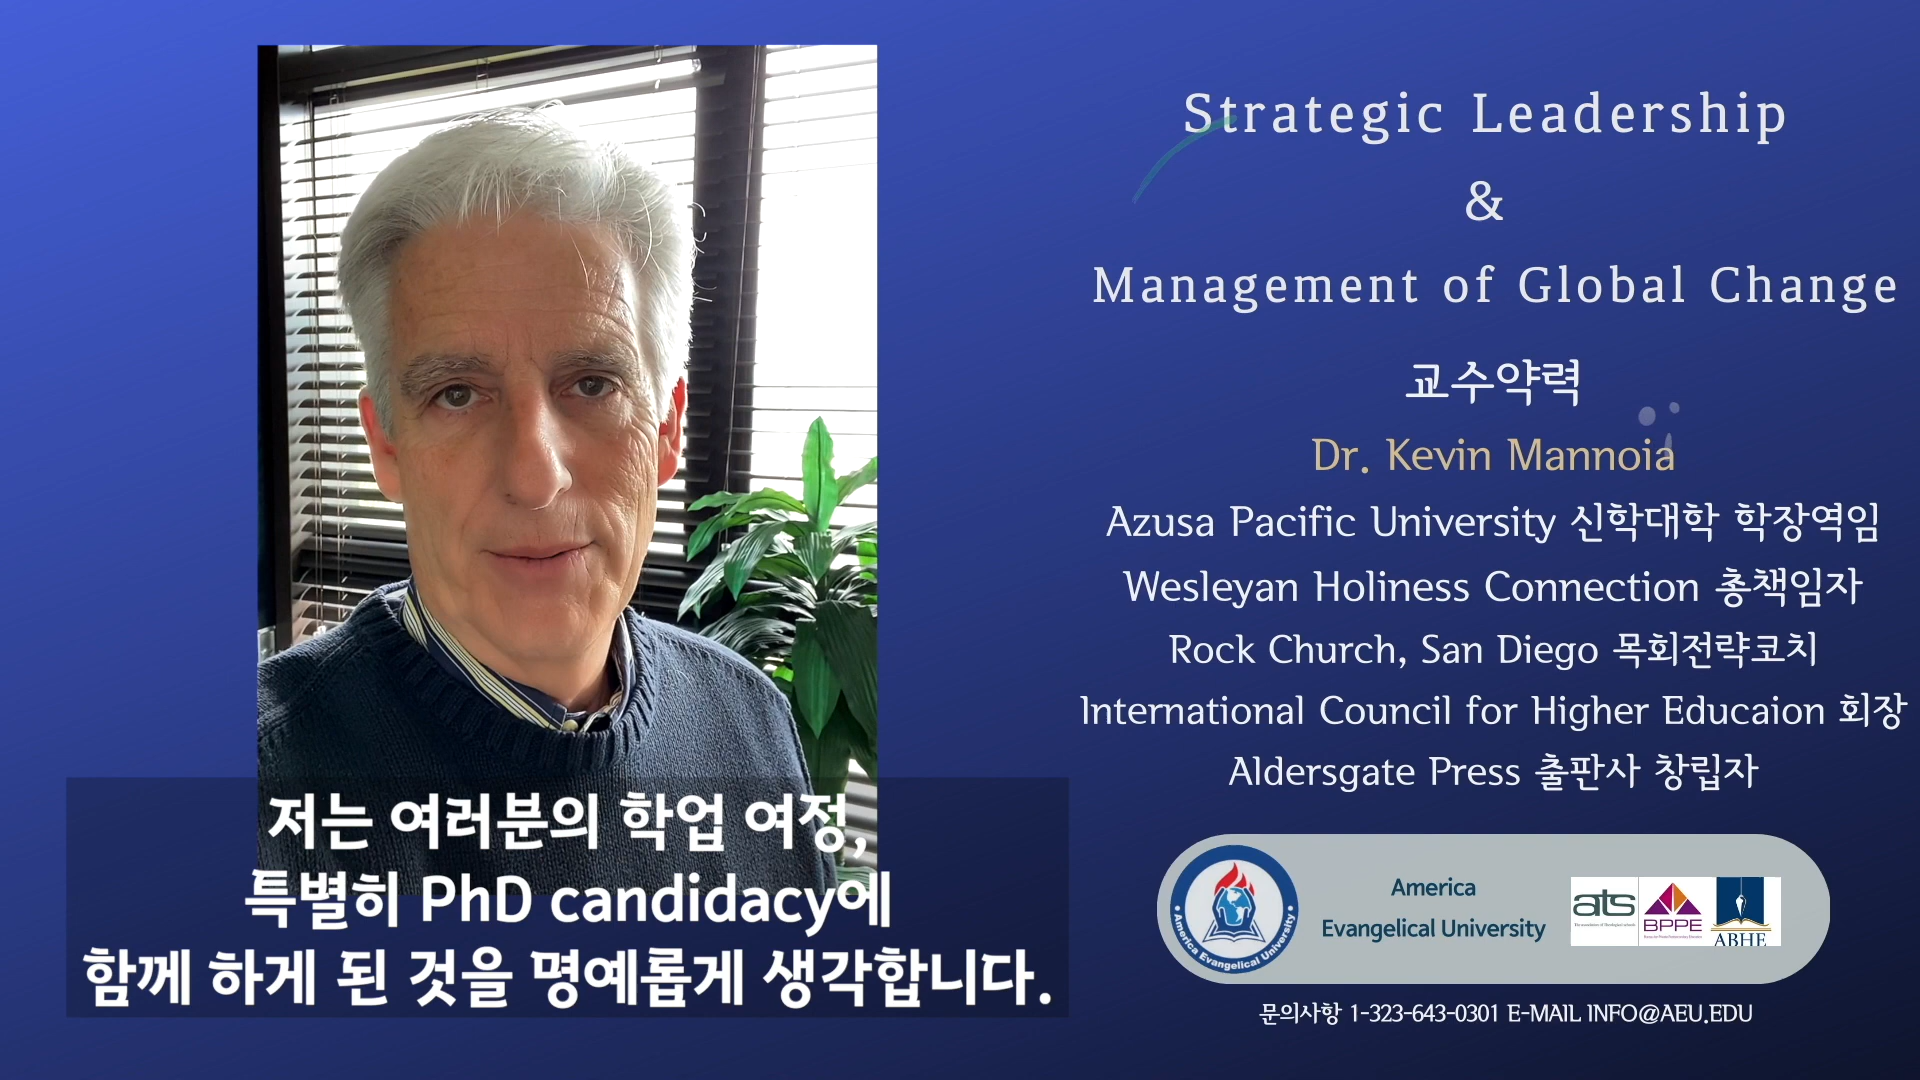 Strategic Leadership
&
Management of Global Change
교수약력
Dr. Kevin Mannoia
Azusa Pacific University 신학대학 학장역임
Wesleyan Holiness Connection 총책임자
Rock Church, San Diego 목회전략코치
International Council for Higher Educaion 회장
Aldersgate Press 출판사 창립자
저는 여러분의 학업 여정,
특별히 PhD candidacy에
함께 하게 된 것을 명예롭게 생각합니다.
America Evangelical University
America
Evangelical University
ats
BPPE
ABHE
문의사항 1-323-643-0301 E-MAIL INFO@AEU.EDU